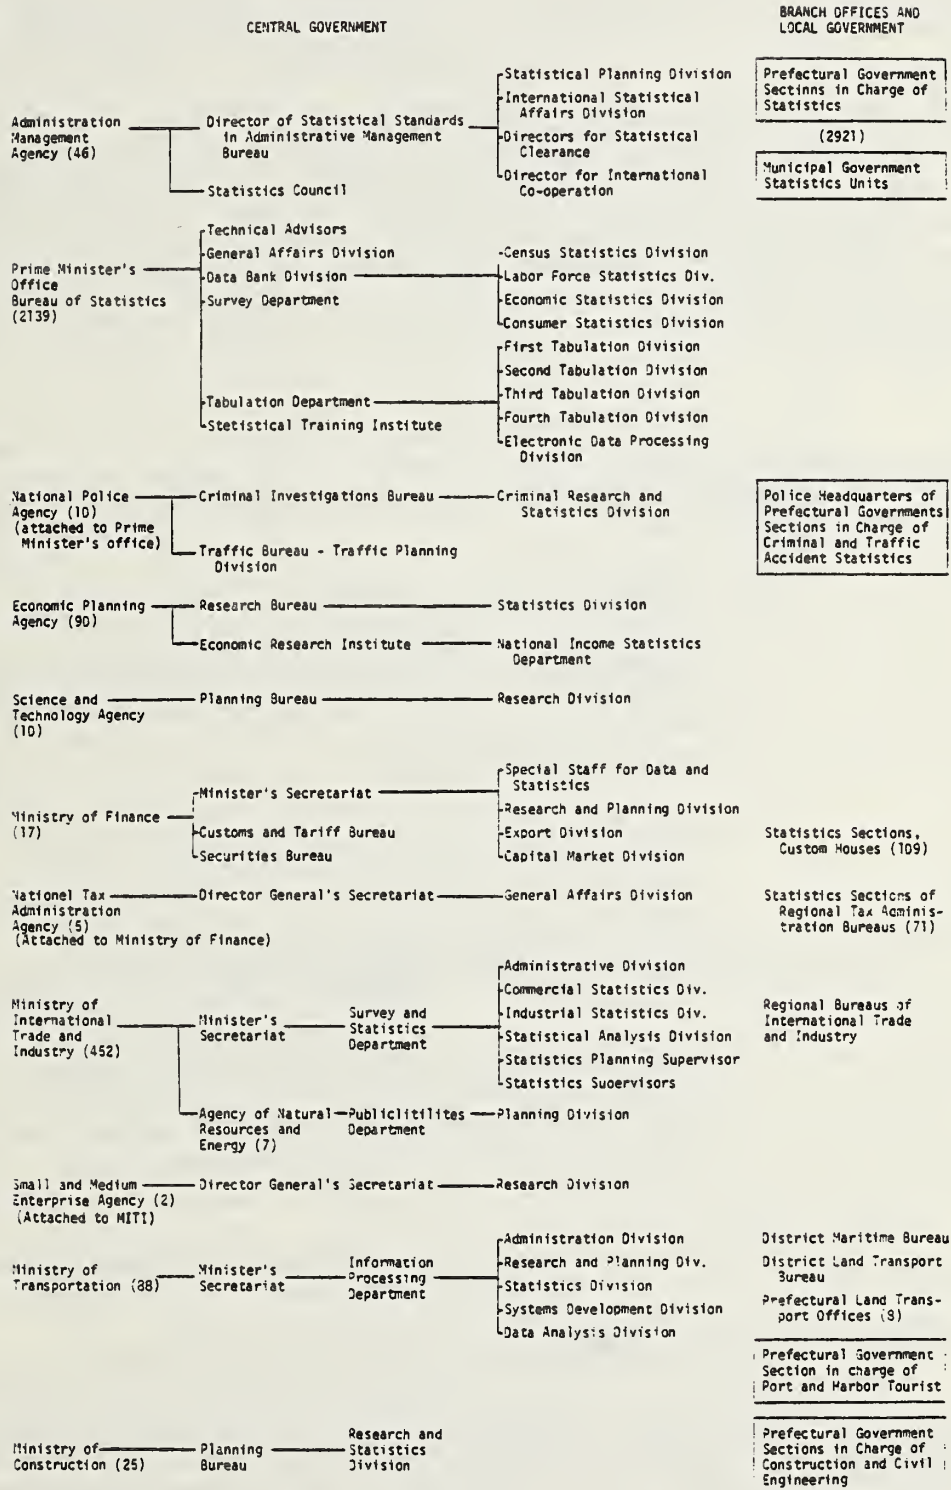 CENTRAL GOVERNMENT
BRANCH OFFICES AND
LOCAL GOVERNMENT
Administration
Management
Agency (46)
Director of Statistical Standards
in Administrative Management
Bureau
Statistics Council
Statistical Planning Division
International Statistical
Affairs Division
Directors for Statistical
Clearance
Director for International
Co-operation
Prefectural Government
Sectinns in Charge of
Statistics
(2921)
Municipal Government
Statistics Units
Prime Minister's
Office
Bureau of Statistics
(2139)
Technical Advisors
General Affairs Division
Data Bank Division
Survey Department
Tabulation Department
Stetistical Training Institute
Census Statistics Division
Labor Force Statistics Div.
Economic Statistics Division
Consumer Statistics Division
First Tabulation Division
Second Tabulation Division
Third Tabulation Division
Fourth Tabulation Division
Electronic Data Processing
Division
National Police
Agency (10)
(attached to Prime
Minister's office)
Criminal Investigations Bureau
Traffic Bureau - Traffic Planning
Division
Criminal Research and
Statistics Division
Police Headquarters of
Prefectural Governments
Sections in Charge of
Criminal and Traffic
Accident Statistics
Economic Planning
Agency (90)
Research Bureau
Statistics Division
Economic Research Institute
National Income Statistics
Department
Science and
Technology Agency
(10)
Planning Bureau
Research Division
Ministry of Finance
(17)
Minister's Secretariat
Customs and Tariff Bureau
Securities Bureau
Special Staff for Data and
Statistics
Research and Planning Division
Export Division
Capital Market Division
Statistics Sections,
Custom Houses (109)
Nationel Tax
Administration
Agency (5)
(Attached to Ministry of Finance)
Director General's Secretariat
General Affairs Division
Statistics Sections of
Regional Tax Adminis-
tration Bureaus (71)
Ministry of
International
Trade and
Industry (452)
Minister's
Secretariat
Survey and
Statistics
Department
Administrative Division
Commercial Statistics Div.
Industrial Statistics Div.
Statistical Analysis Division
Statistics Planning Supervisor
Statistics Suoervisors
Regional Bureaus of
International Trade
and Industry
Agency of Natural
Resources and
Energy (7)
Publiclitilites
Department
Planning Division
Small and Medium
Enterprise Agency (2)
(Attached to MITI)
Director General's Secretariat
Research Division
Ministry of
Transportation (38)
Minister's
Secretariat
Information
Processing
Department
Administration Division
Research and Planning Div.
Statistics Division
Systems Development Division
Data Analysis Division
District Maritime Bureau
District Land Transport
Bureau
Prefectural Land Trans-
port Offices (8)
Prefectural Government
Section in charge of
Port and Harbor Tourist
Ministry of
Construction (25)
Planning
Bureau
Research and
Statistics
Division
Prefectural Government
Sections in Charge of
Construction and Civil
Engineering